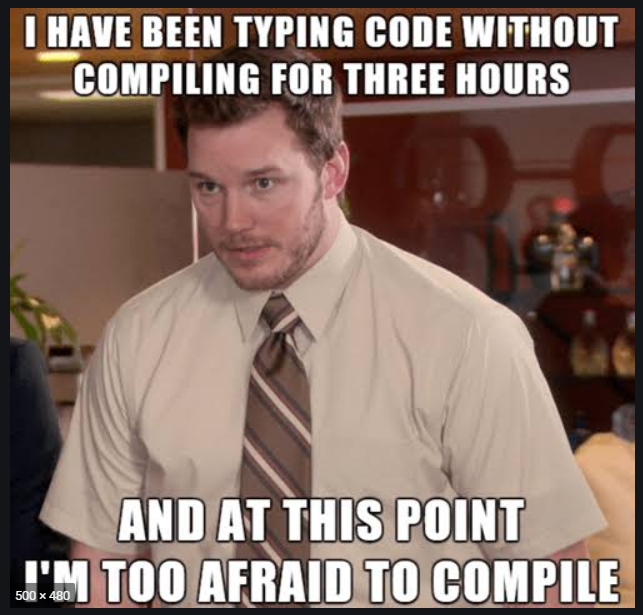 I HAVE BEEN TYPING CODE WITHOUT
COMPILING FOR THREE HOURS
AND AT THIS POINT
I'M TOO AFRAID TO COMPILE
500 × 480